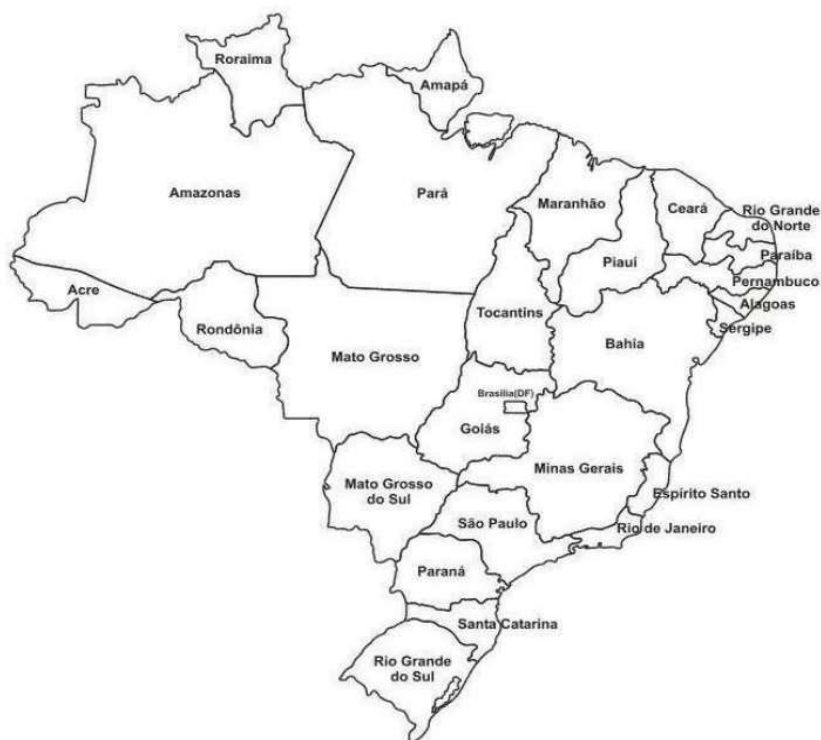 Roraima
Amapá
Amazonas
Pará
Maranhão
Ceará
Rio Grande
do Norte
Paraíba
Piauí
Pernambuco
Acre
Alagoas
Rondônia
Tocantins
Sergipe
Mato Grosso
Bahia
Brasília(DF)
Goiás
Minas Gerais
Mato Grosso
do Sul
Espírito Santo
São Paulo
Rio de Janeiro
Paraná
Santa Catarina
Rio Grande
do Sul